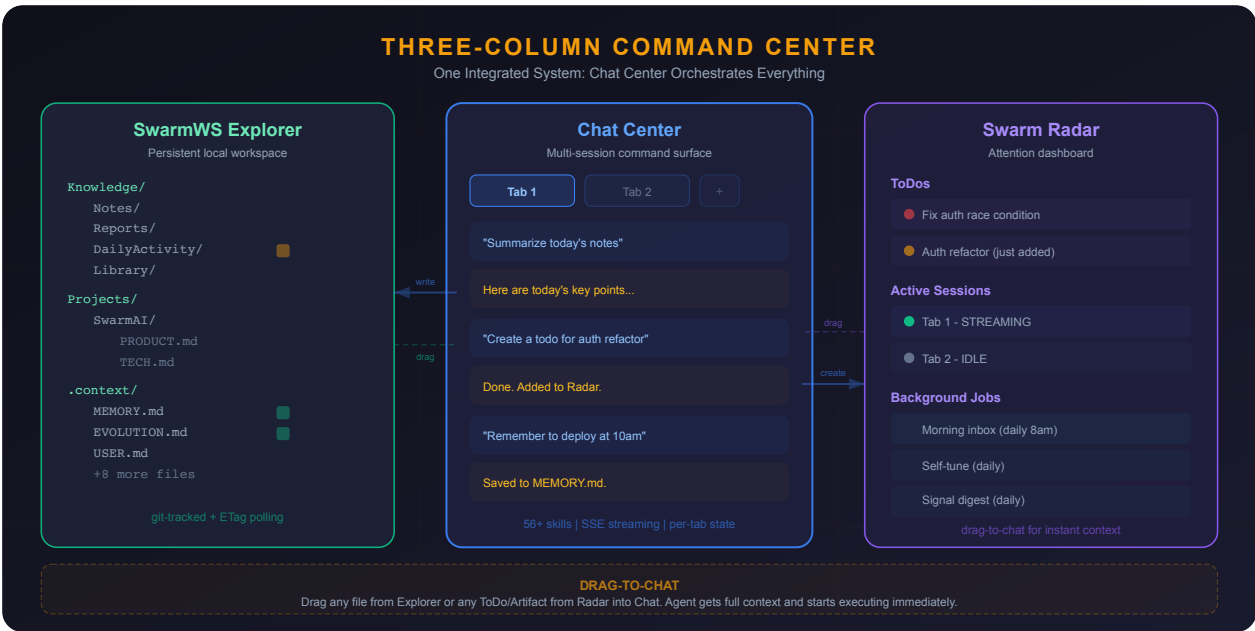 THREE-COLUMN COMMAND CENTER
One Integrated System: Chat Center Orchestrates Everything
SwarmWS Explorer
Persistent local workspace
Knowledge/
Notes/
Reports/
DailyActivity/
Library/
Projects/
SwarmAI/
PRODUCT.md
TECH.md
.context/
MEMORY.md
EVOLUTION.md
USER.md
+8 more files
git-tracked + ETag polling
write
drag
Chat Center
Multi-session command surface
Tab 1
Tab 2
+
"Summarize today's notes"
Here are today's key points...
"Create a todo for auth refactor"
Done. Added to Radar.
"Remember to deploy at 10am"
Saved to MEMORY.md.
56+ skills | SSE streaming | per-tab state
drag
create
Swarm Radar
Attention dashboard
ToDos
Fix auth race condition
Auth refactor (just added)
Active Sessions
Tab 1 - STREAMING
Tab 2 - IDLE
Background Jobs
Morning inbox (daily 8am)
Self-tune (daily)
Signal digest (daily)
drag-to-chat for instant context
DRAG-TO-CHAT
Drag any file from Explorer or any ToDo/Artifact from Radar into Chat. Agent gets full context and starts executing immediately.